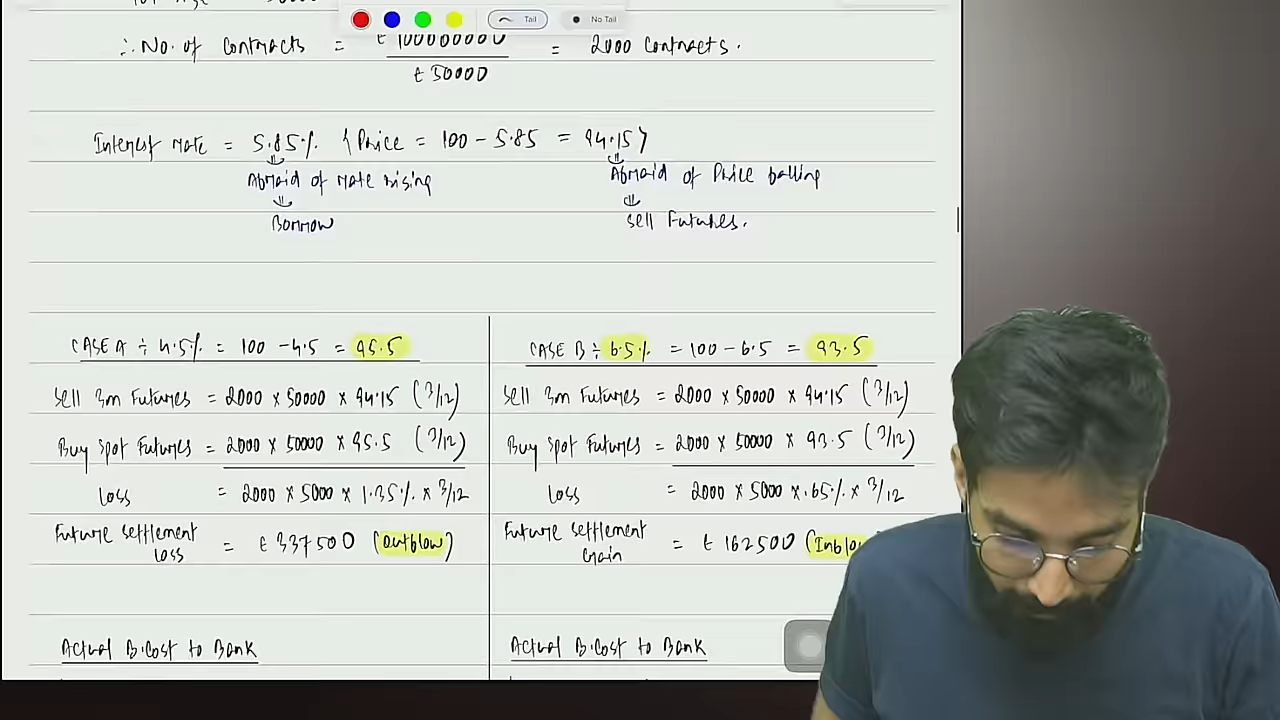 Tail No Tail
∴ No. of Contracts = £ 100000000 / £ 50000 = 2000 Contracts.
Interest rate = 5.85% {Price = 100 - 5.85 = 94.15}
Afraid of rate rising Afraid of Price falling
Borrow Sell Futures.
CASE A ÷ 4.5% = 100 - 4.5 = 95.5
Sell 3m Futures = 2000 x 50000 x 94.15 (3/12)
Buy Spot Futures = 2000 x 50000 x 95.5 (3/12)
Loss = 2000 x 5000 x 1.35% x 3/12
Future Settlement Loss = £ 337500 (Outflow)
Actual B.Cost to Bank
CASE B ÷ 6.5% = 100 - 6.5 = 93.5
Sell 3m Futures = 2000 x 50000 x 94.15 (3/12)
Buy Spot Futures = 2000 x 50000 x 93.5 (3/12)
Loss = 2000 x 5000 x .65% x 3/12
Future Settlement Gain = £ 162500 (Inflo
Actual B.Cost to Bank